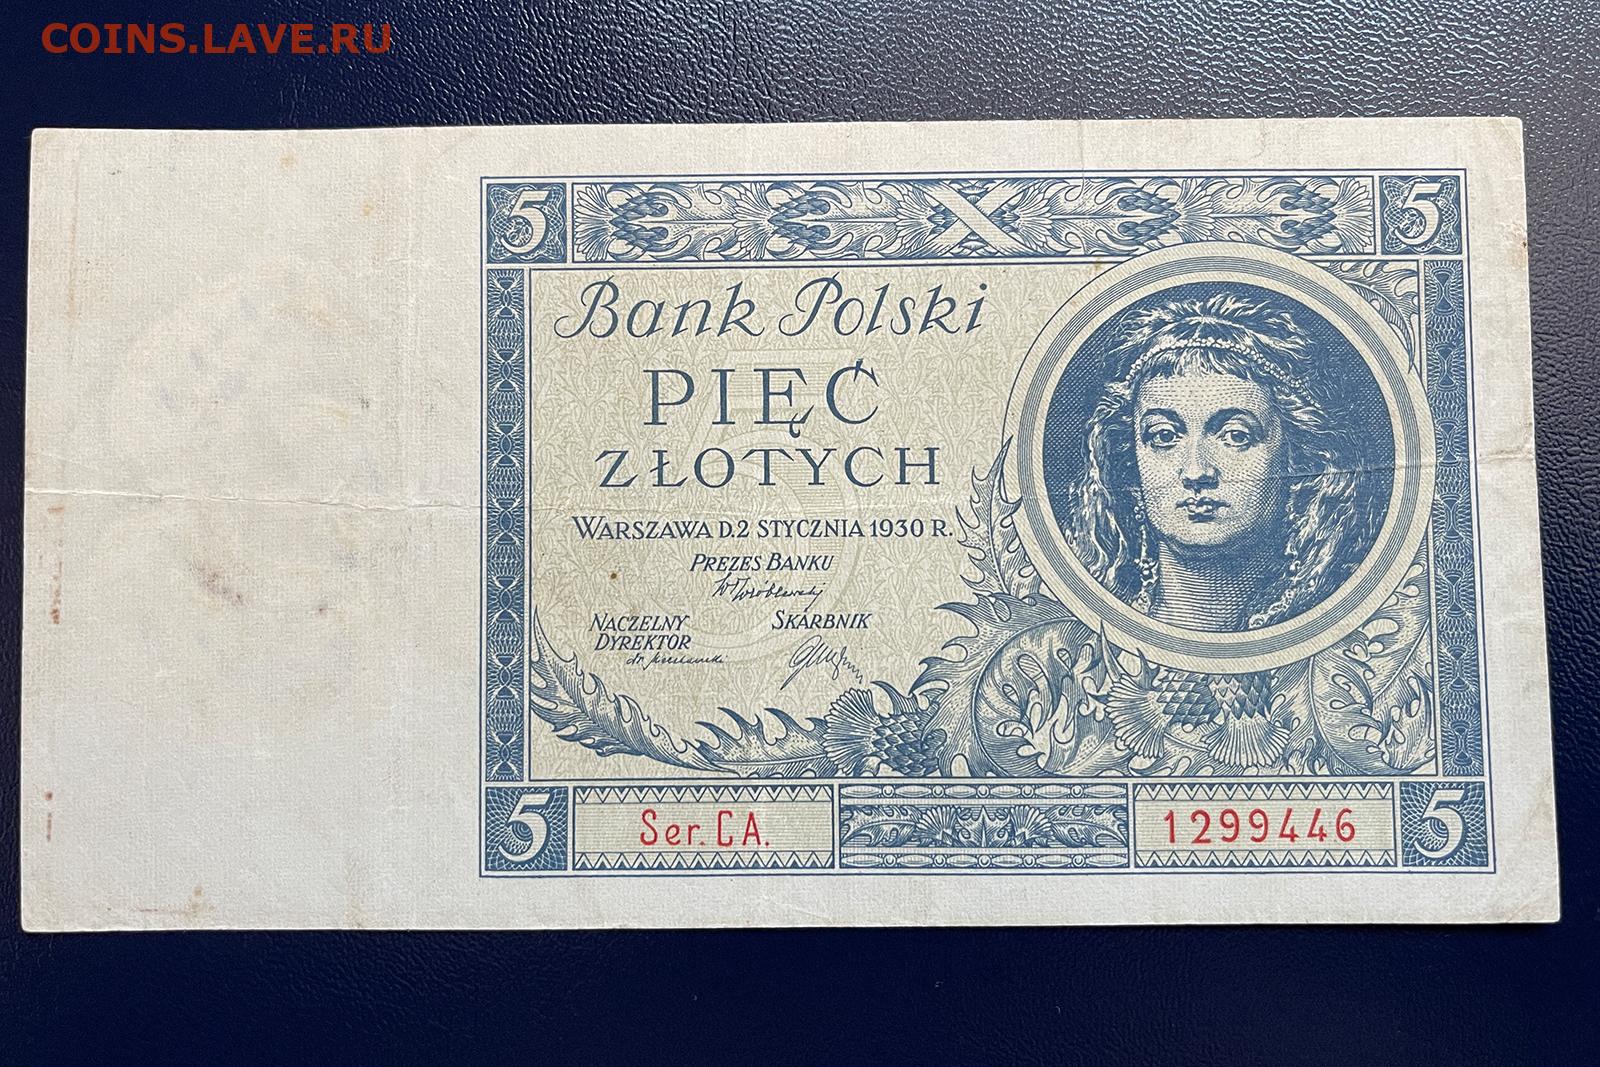 COINS.LAVE.RU
5 5
Bank Polski
PIĘĆ
ZŁOTYCH
WARSZAWA D.2 STYCZNIA 1930 R.
PREZES BANKU
NACZELNY SKARBNIK
DYREKTOR
5 Ser.CA. 1299446 5